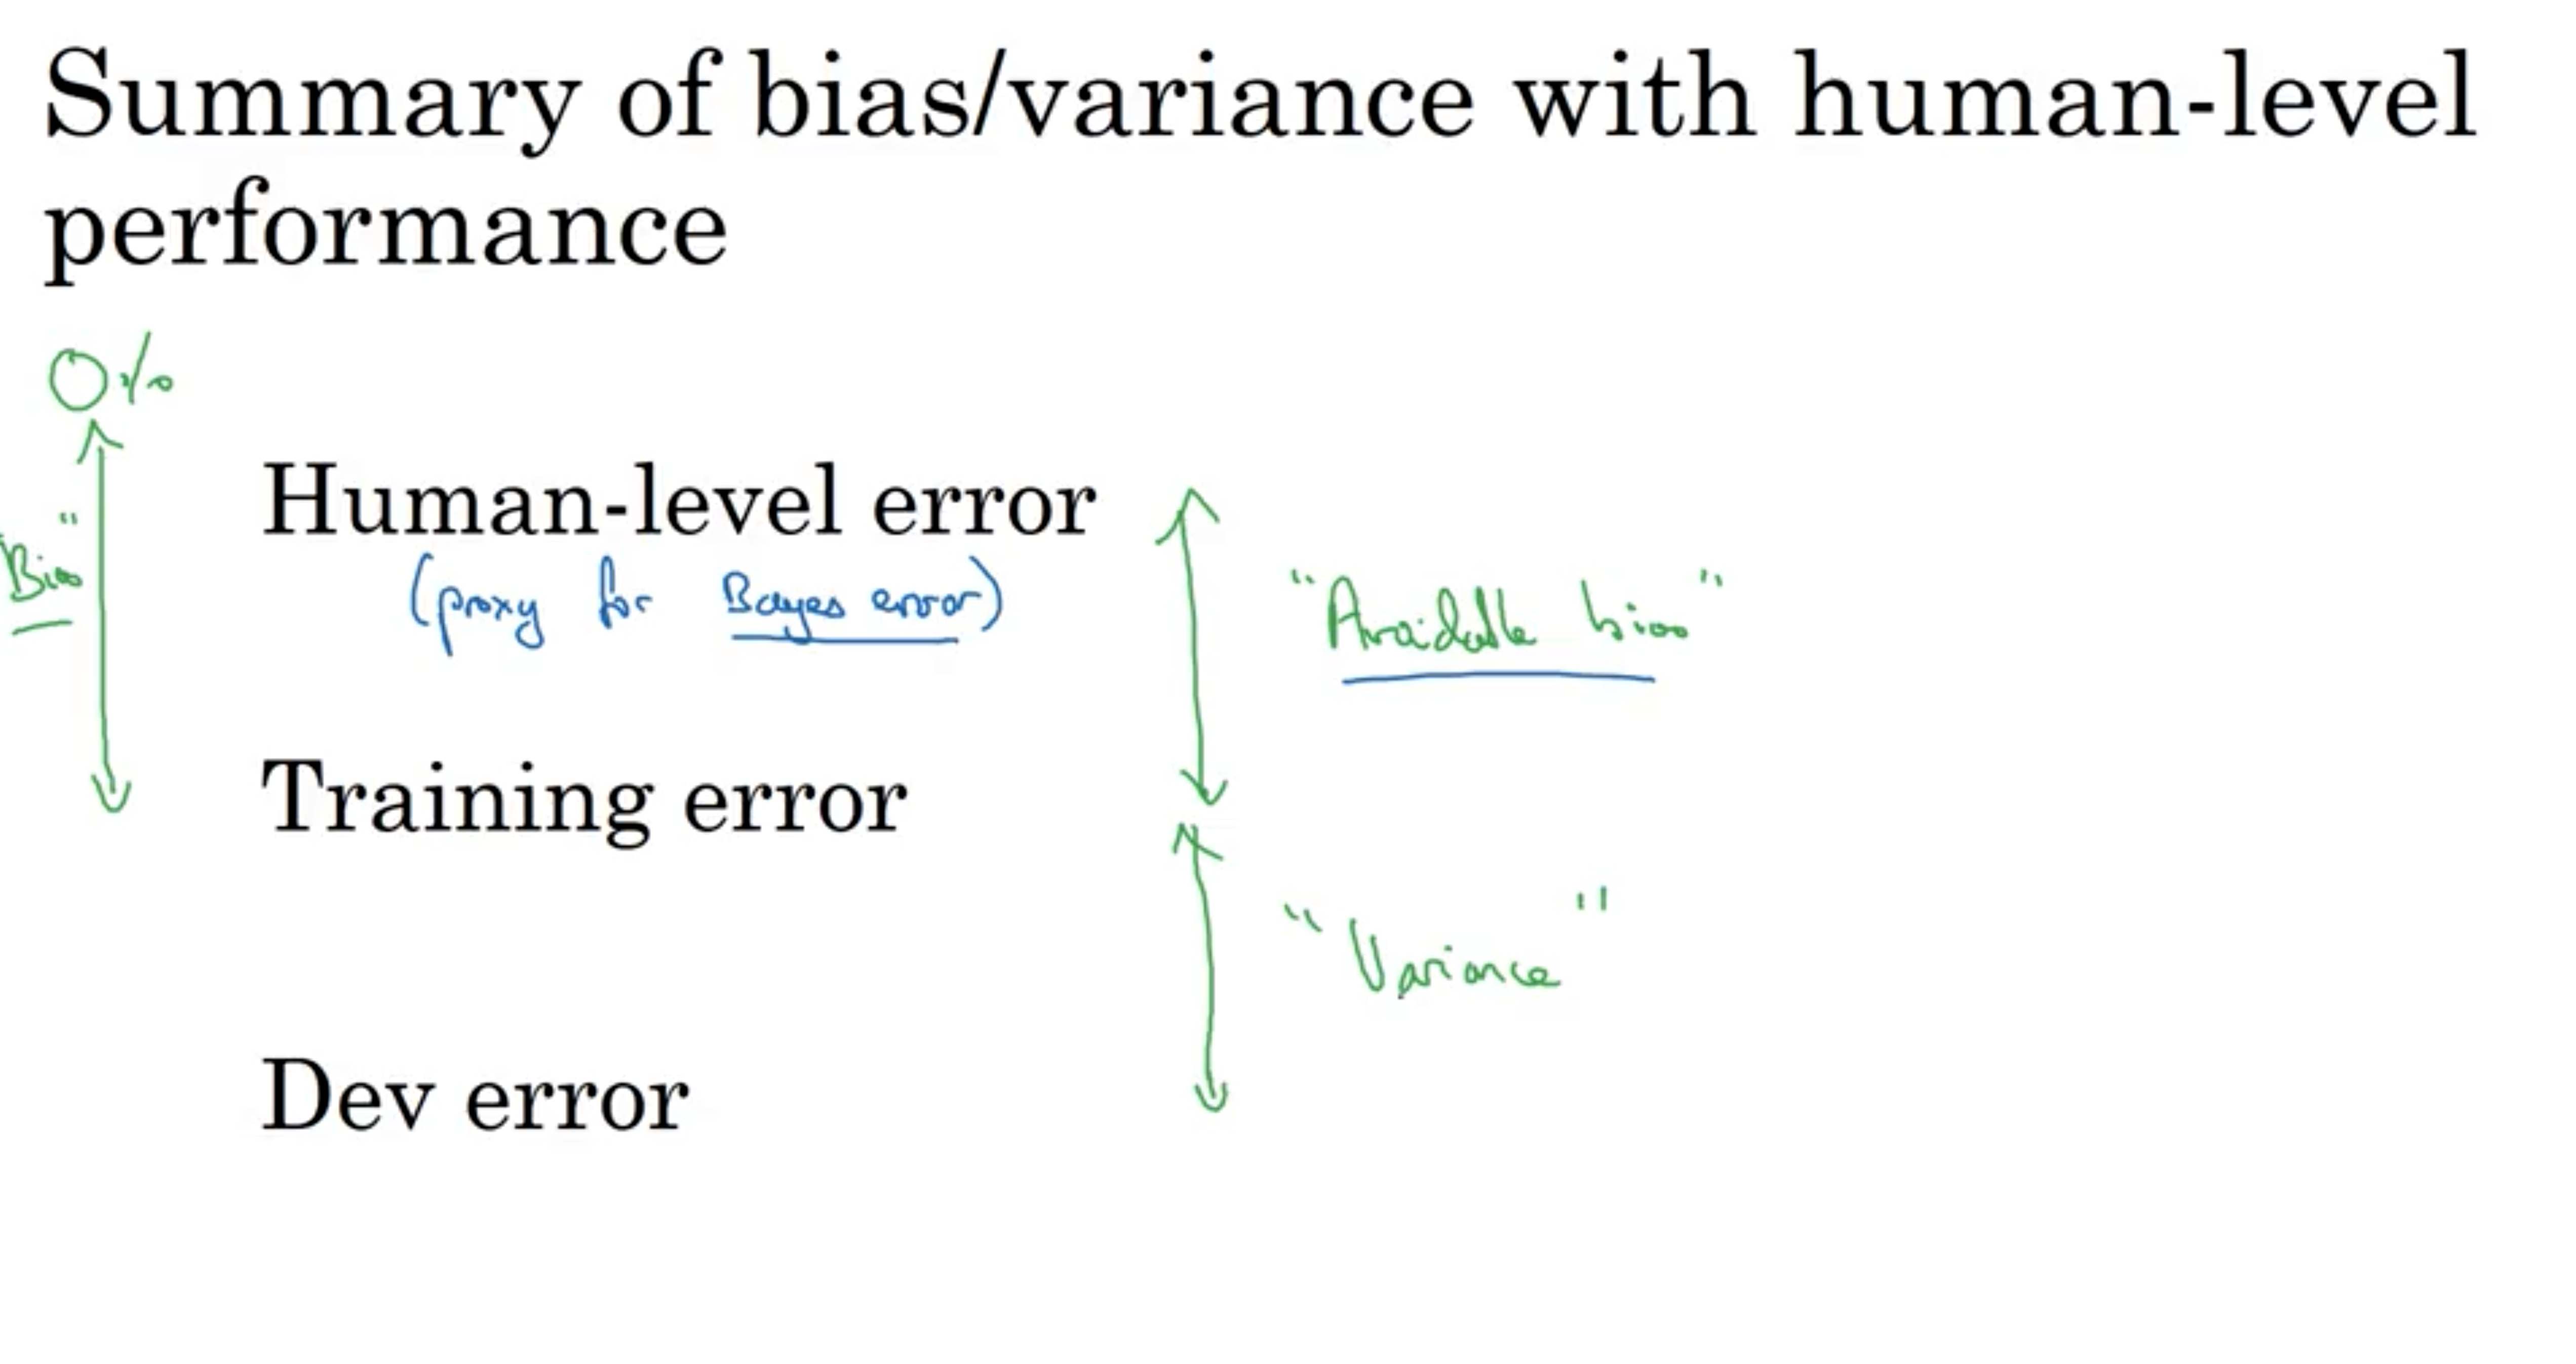 Summary of bias/variance with human-level
performance
0%
Human-level error
"Bias"
(proxy for Bayes error)
"Avoidable bias"
Training error
"Variance"
Dev error